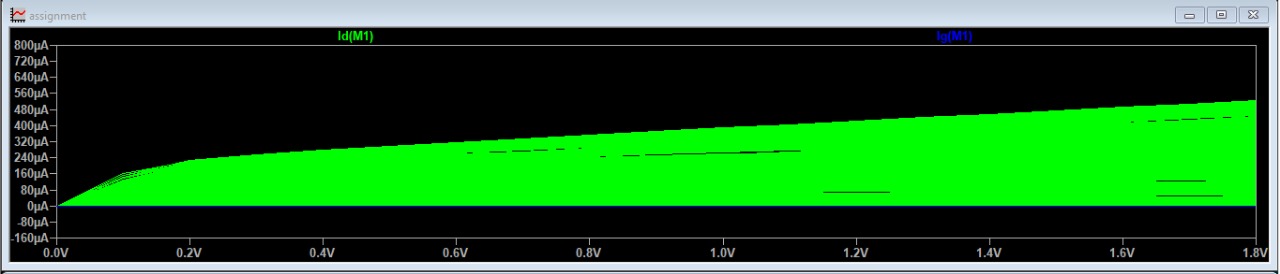 assignment
Id(M1) Ig(M1)
800µA
720µA
640µA
560µA
480µA
400µA
320µA
240µA
160µA
80µA
0µA
-80µA
-160µA
0.0V 0.2V 0.4V 0.6V 0.8V 1.0V 1.2V 1.4V 1.6V 1.8V